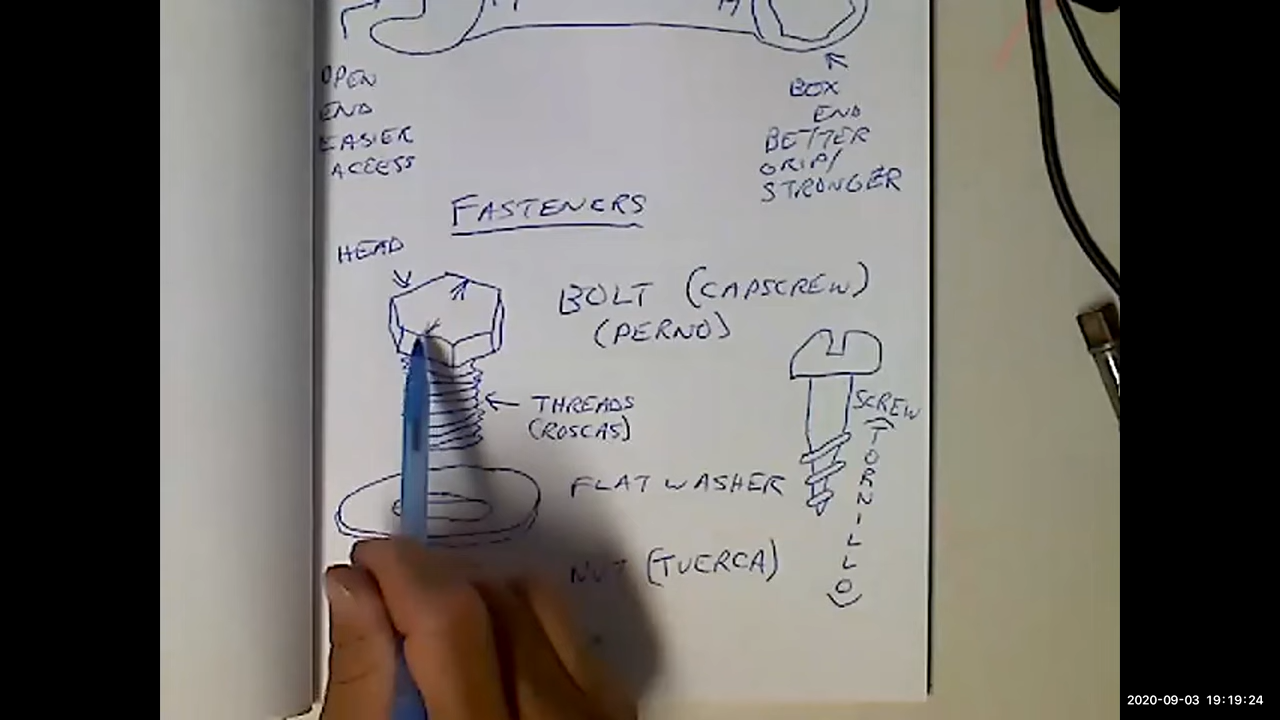 OPEN
END
EASIER
ACCESS
BOX
END
BETTER
GRIP/
STRONGER
FASTENERS
HEAD
BOLT (CAPSCREW)
(PERNO)
THREADS
(ROSCAS)
SCREW
(TORNILLO)
FLAT WASHER
NUT (TUERCA)
2020-09-03 19:19:24